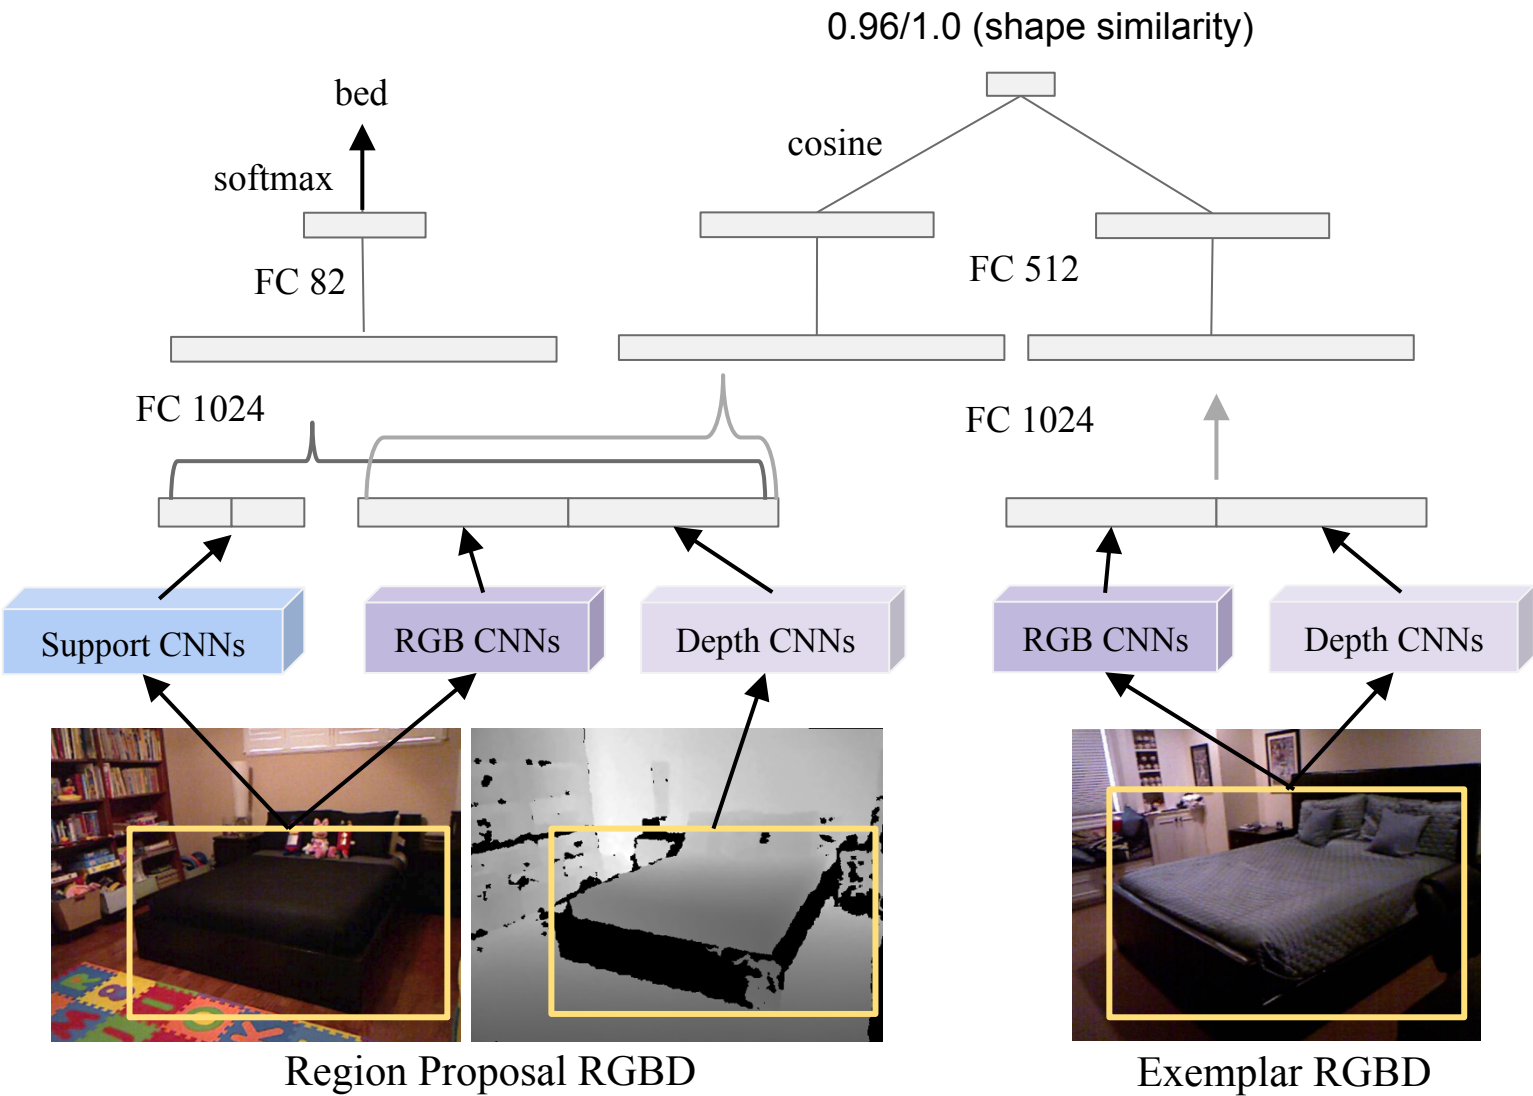 0.96/1.0 (shape similarity)
bed
cosine
softmax
FC 82
FC 512
FC 1024
FC 1024
Support CNNs
RGB CNNs
Depth CNNs
RGB CNNs
Depth CNNs
Region Proposal RGBD
Exemplar RGBD